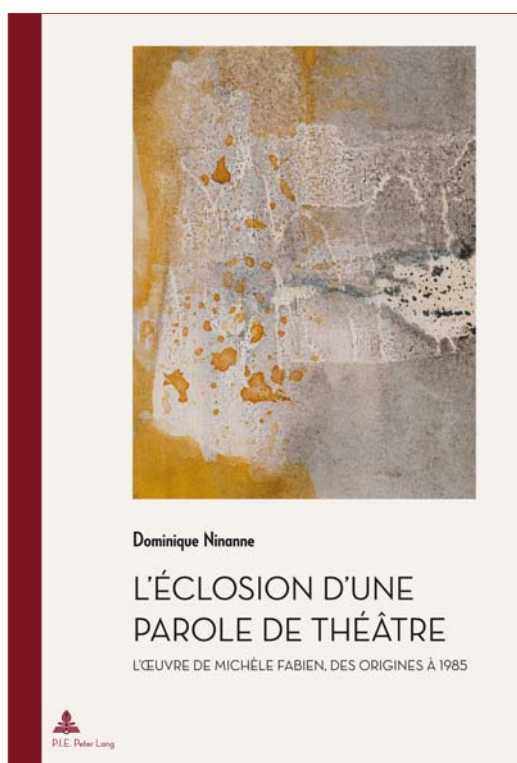 Dominique Ninanne
L'ÉCLOSION D'UNE
PAROLE DE THÉÂTRE
L'ŒUVRE DE MICHÈLE FABIEN, DES ORIGINES À 1985
P.I.E. Peter Lang